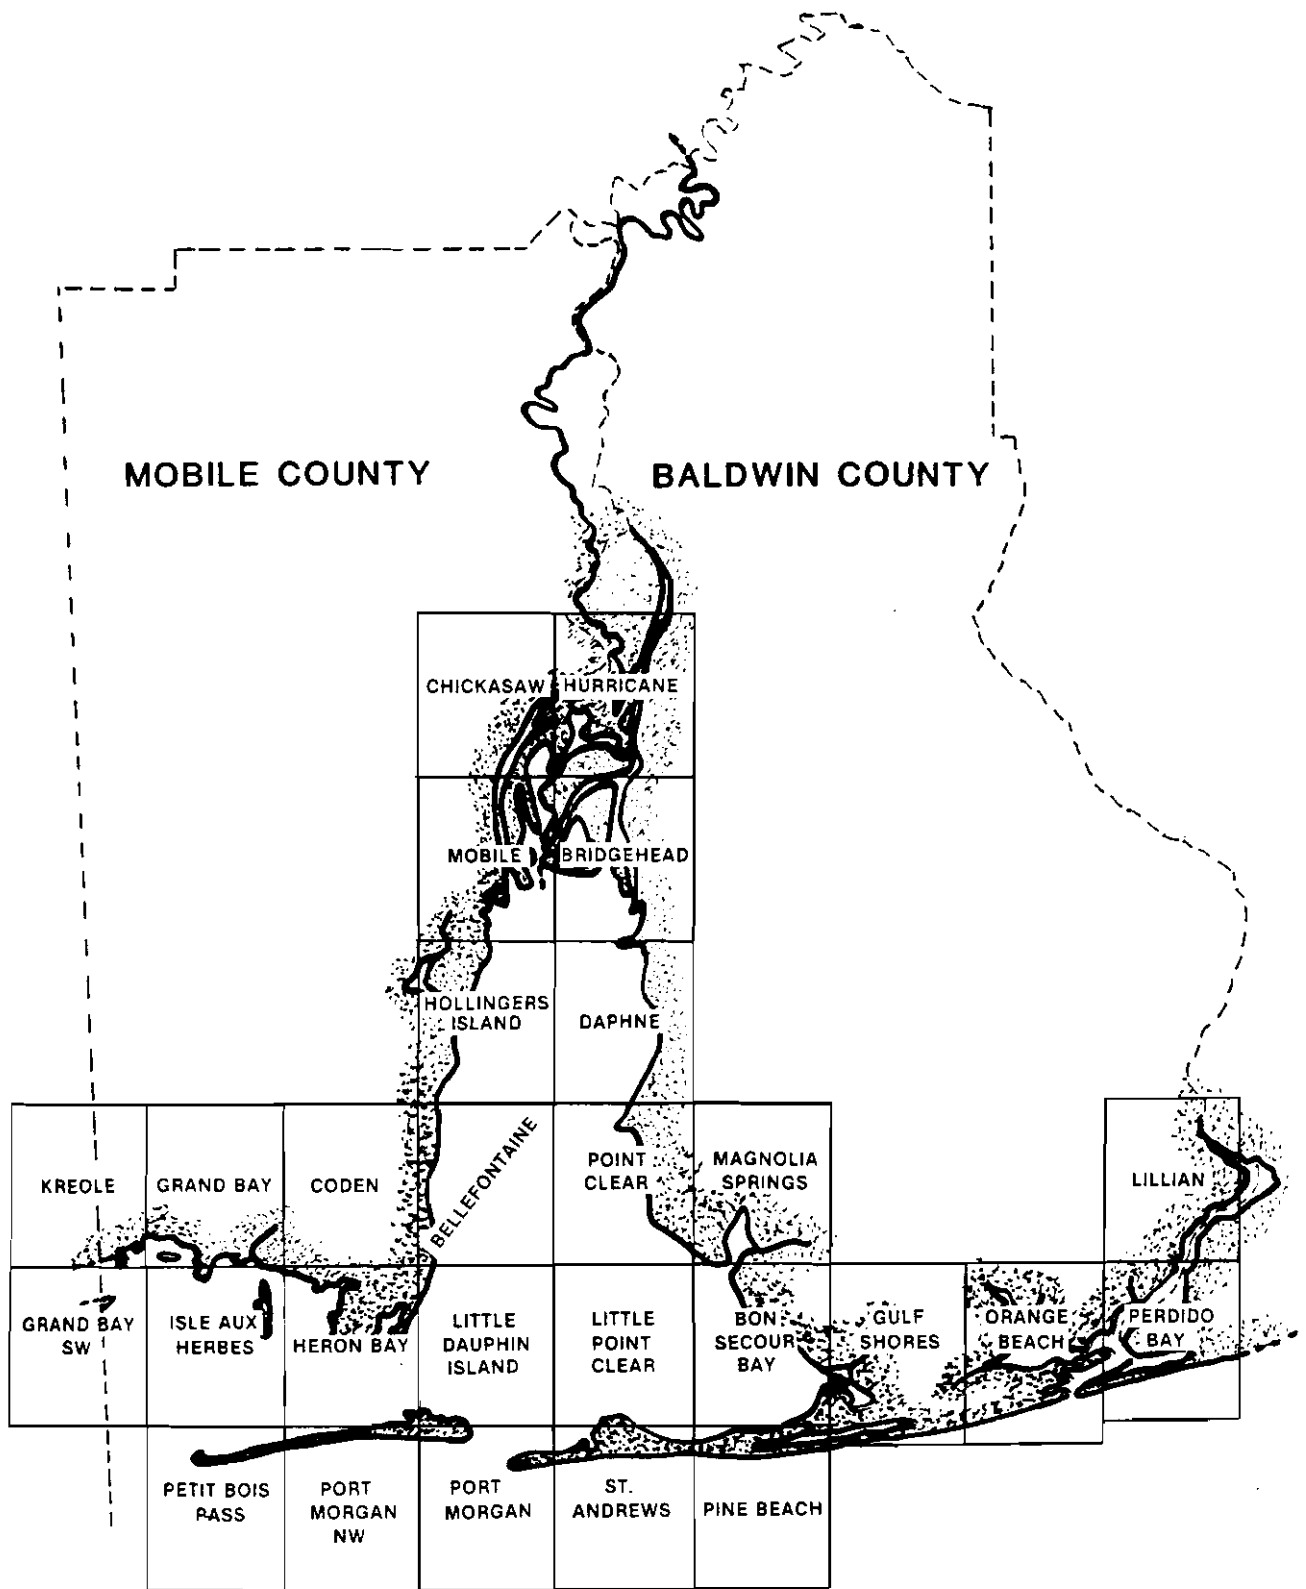 MOBILE COUNTY
BALDWIN COUNTY
CHICKASAW
HURRICANE
MOBILE
BRIDGEHEAD
HOLLINGERS
ISLAND
DAPHNE
KREOLE
GRAND BAY
CODEN
BELLEFONTAINE
POINT
CLEAR
MAGNOLIA
SPRINGS
LILLIAN
GRAND BAY
SW
ISLE AUX
HERBES
HERON BAY
LITTLE
DAUPHIN
ISLAND
LITTLE
POINT
CLEAR
BON
SECOUR
BAY
GULF
SHORES
ORANGE
BEACH
PERDIDO
BAY
PETIT BOIS
PASS
PORT
MORGAN
NW
PORT
MORGAN
ST.
ANDREWS
PINE BEACH